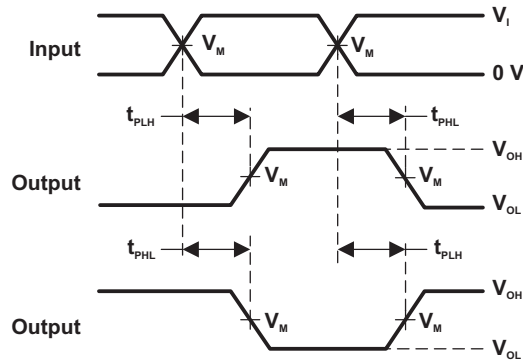 V_I
Input V_M V_M
0 V
t_PLH t_PHL
V_OH
Output V_M V_M
V_OL
t_PHL t_PLH
V_OH
Output V_M V_M
V_OL